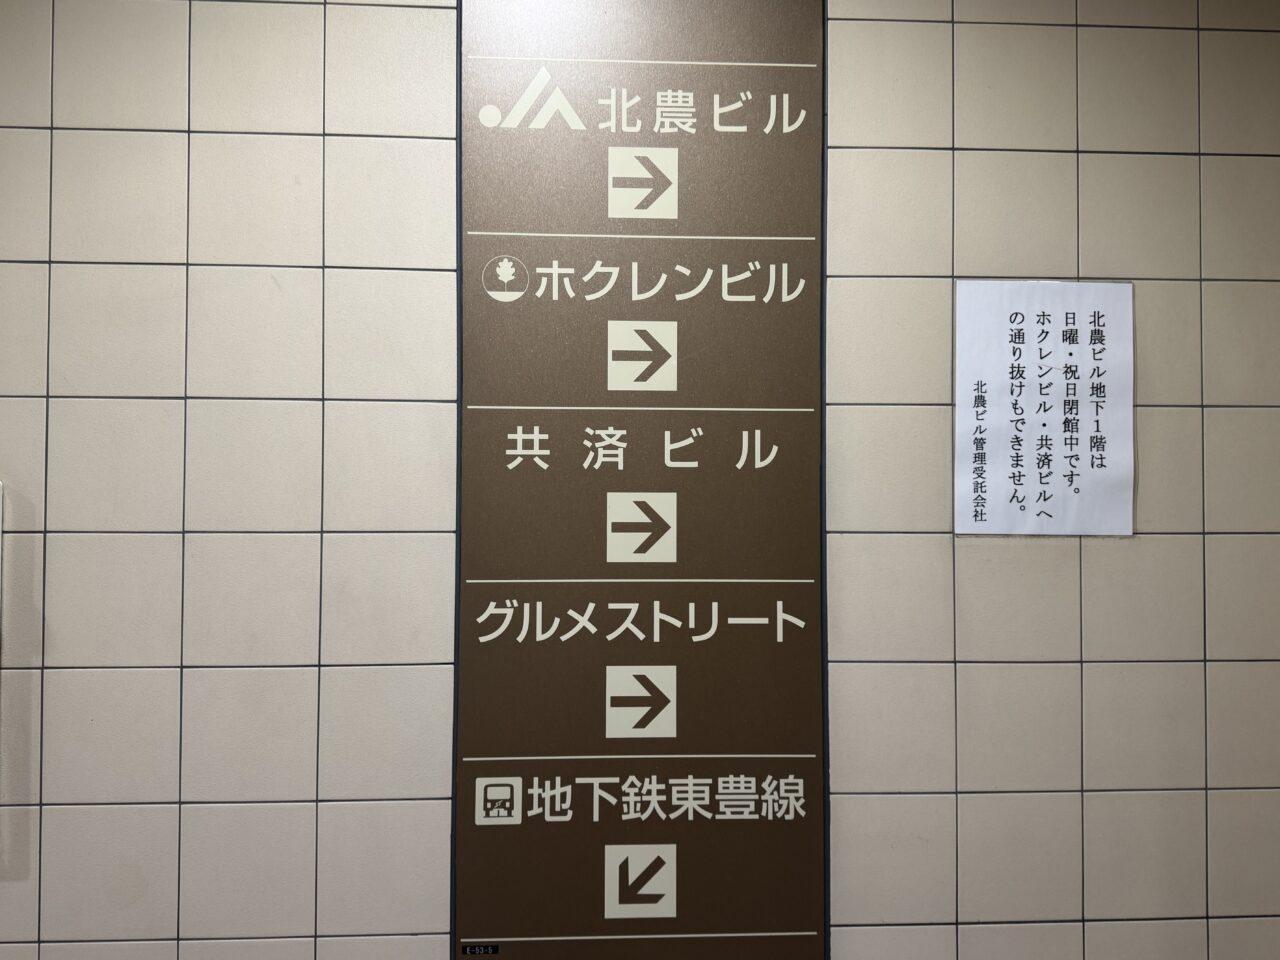 JA 北農ビル
ホクレンビル
共済ビル
グルメストリート
地下鉄東豊線
E-53-5
北農ビル地下1階は
日曜・祝日閉館中です。
ホクレンビル・共済ビルへ
の通り抜けもできません。
北農ビル管理受託会社